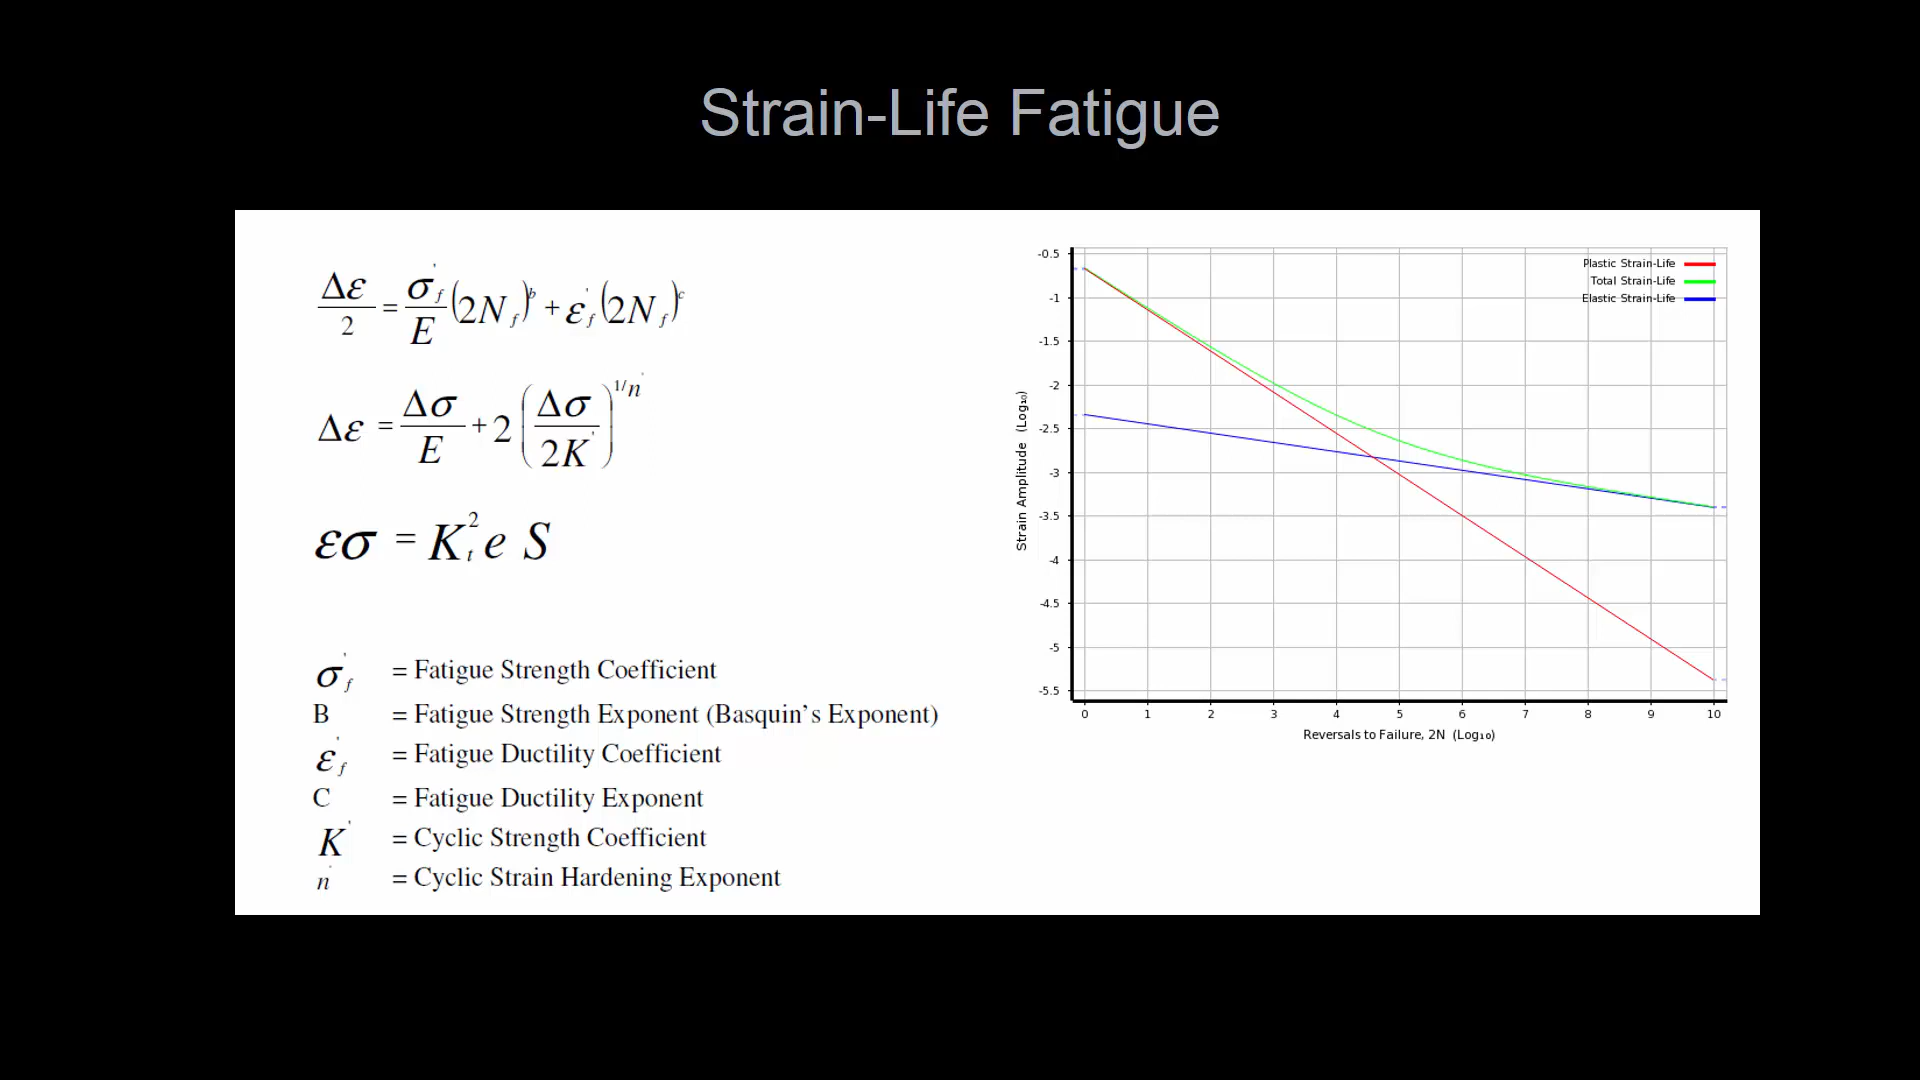 Strain-Life Fatigue
Δε/2 = σ'f/E (2Nf)^b + ε'f (2Nf)^c
Δε = Δσ/E + 2 (Δσ/2K')^1/n'
εσ = Kt^2 e S
σ'f = Fatigue Strength Coefficient
B = Fatigue Strength Exponent (Basquin's Exponent)
ε'f = Fatigue Ductility Coefficient
C = Fatigue Ductility Exponent
K' = Cyclic Strength Coefficient
n' = Cyclic Strain Hardening Exponent
Plastic Strain-Life
Total Strain-Life
Elastic Strain-Life
-0.5
-1
-1.5
-2
-2.5
-3
-3.5
-4
-4.5
-5
-5.5
Strain Amplitude (Log₁₀)
0 1 2 3 4 5 6 7 8 9 10
Reversals to Failure, 2N (Log₁₀)